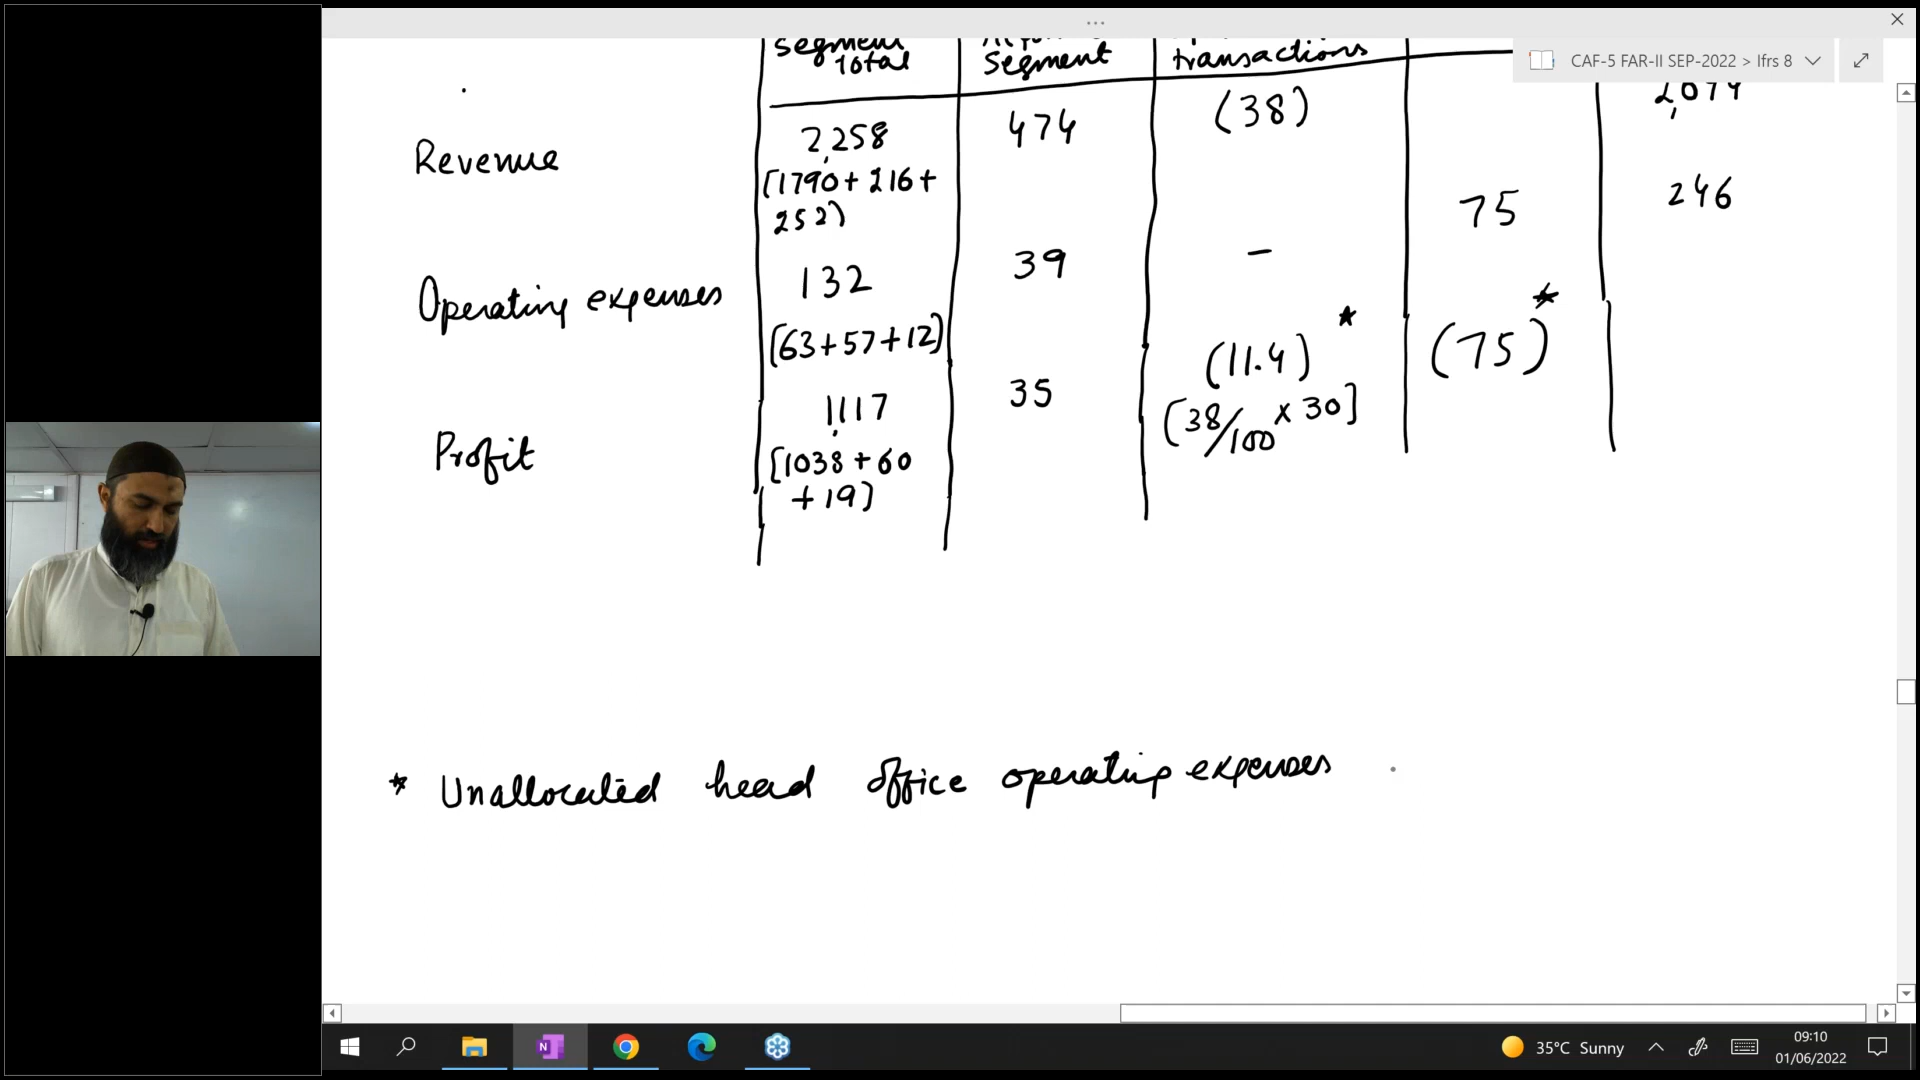 CAF-5 FAR-II SEP-2022 > Ifrs 8
segment
Total
Segment
transactions
Revenue
2,258
474
(38)
[1790+ 216+
252)
75
246
Operating expenses
132
39
-
[63+57+12]
Profit
1,117
35
(11.4) *
(75) *
[38/100 x 30]
[1038 + 60
+ 19]
* Unallocated head office operating expenses
35°C Sunny
09:10
01/06/2022